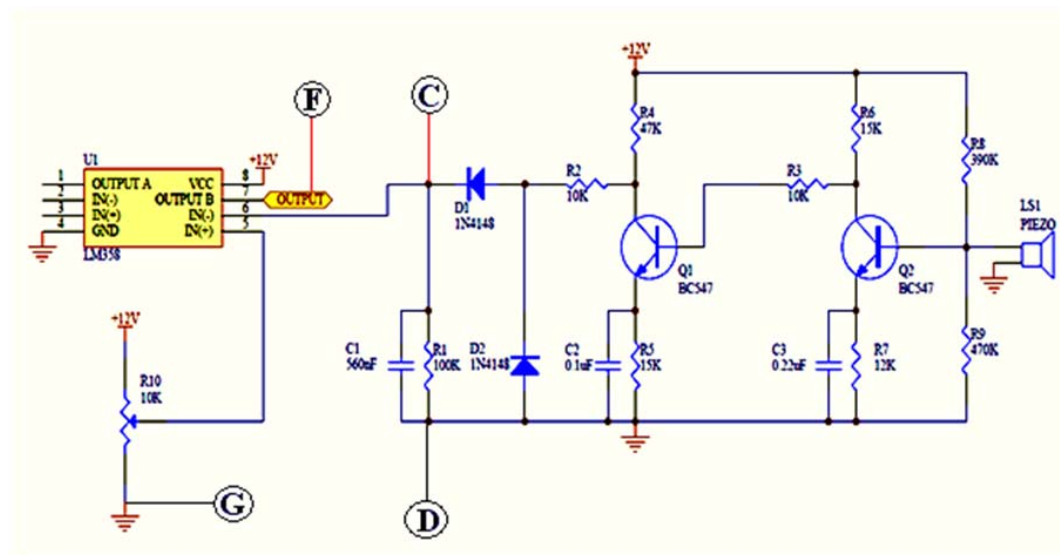 +12V
F
C
R4
47K
R6
15K
R8
390K
U1
+12V
1
2
3
4
OUTPUT A
IN(-)
IN(+)
GND
VCC
OUTPUT B
IN(-)
IN(+)
8
7
6
5
OUTPUT
LM358
D1
1N4148
R2
10K
R3
10K
LS1
PIEZO
Q1
BC547
Q2
BC547
+12V
R10
10K
C1
560nF
R1
100K
D2
1N4148
C2
0.1uF
R5
15K
C3
0.22uF
R7
12K
R9
470K
G
D